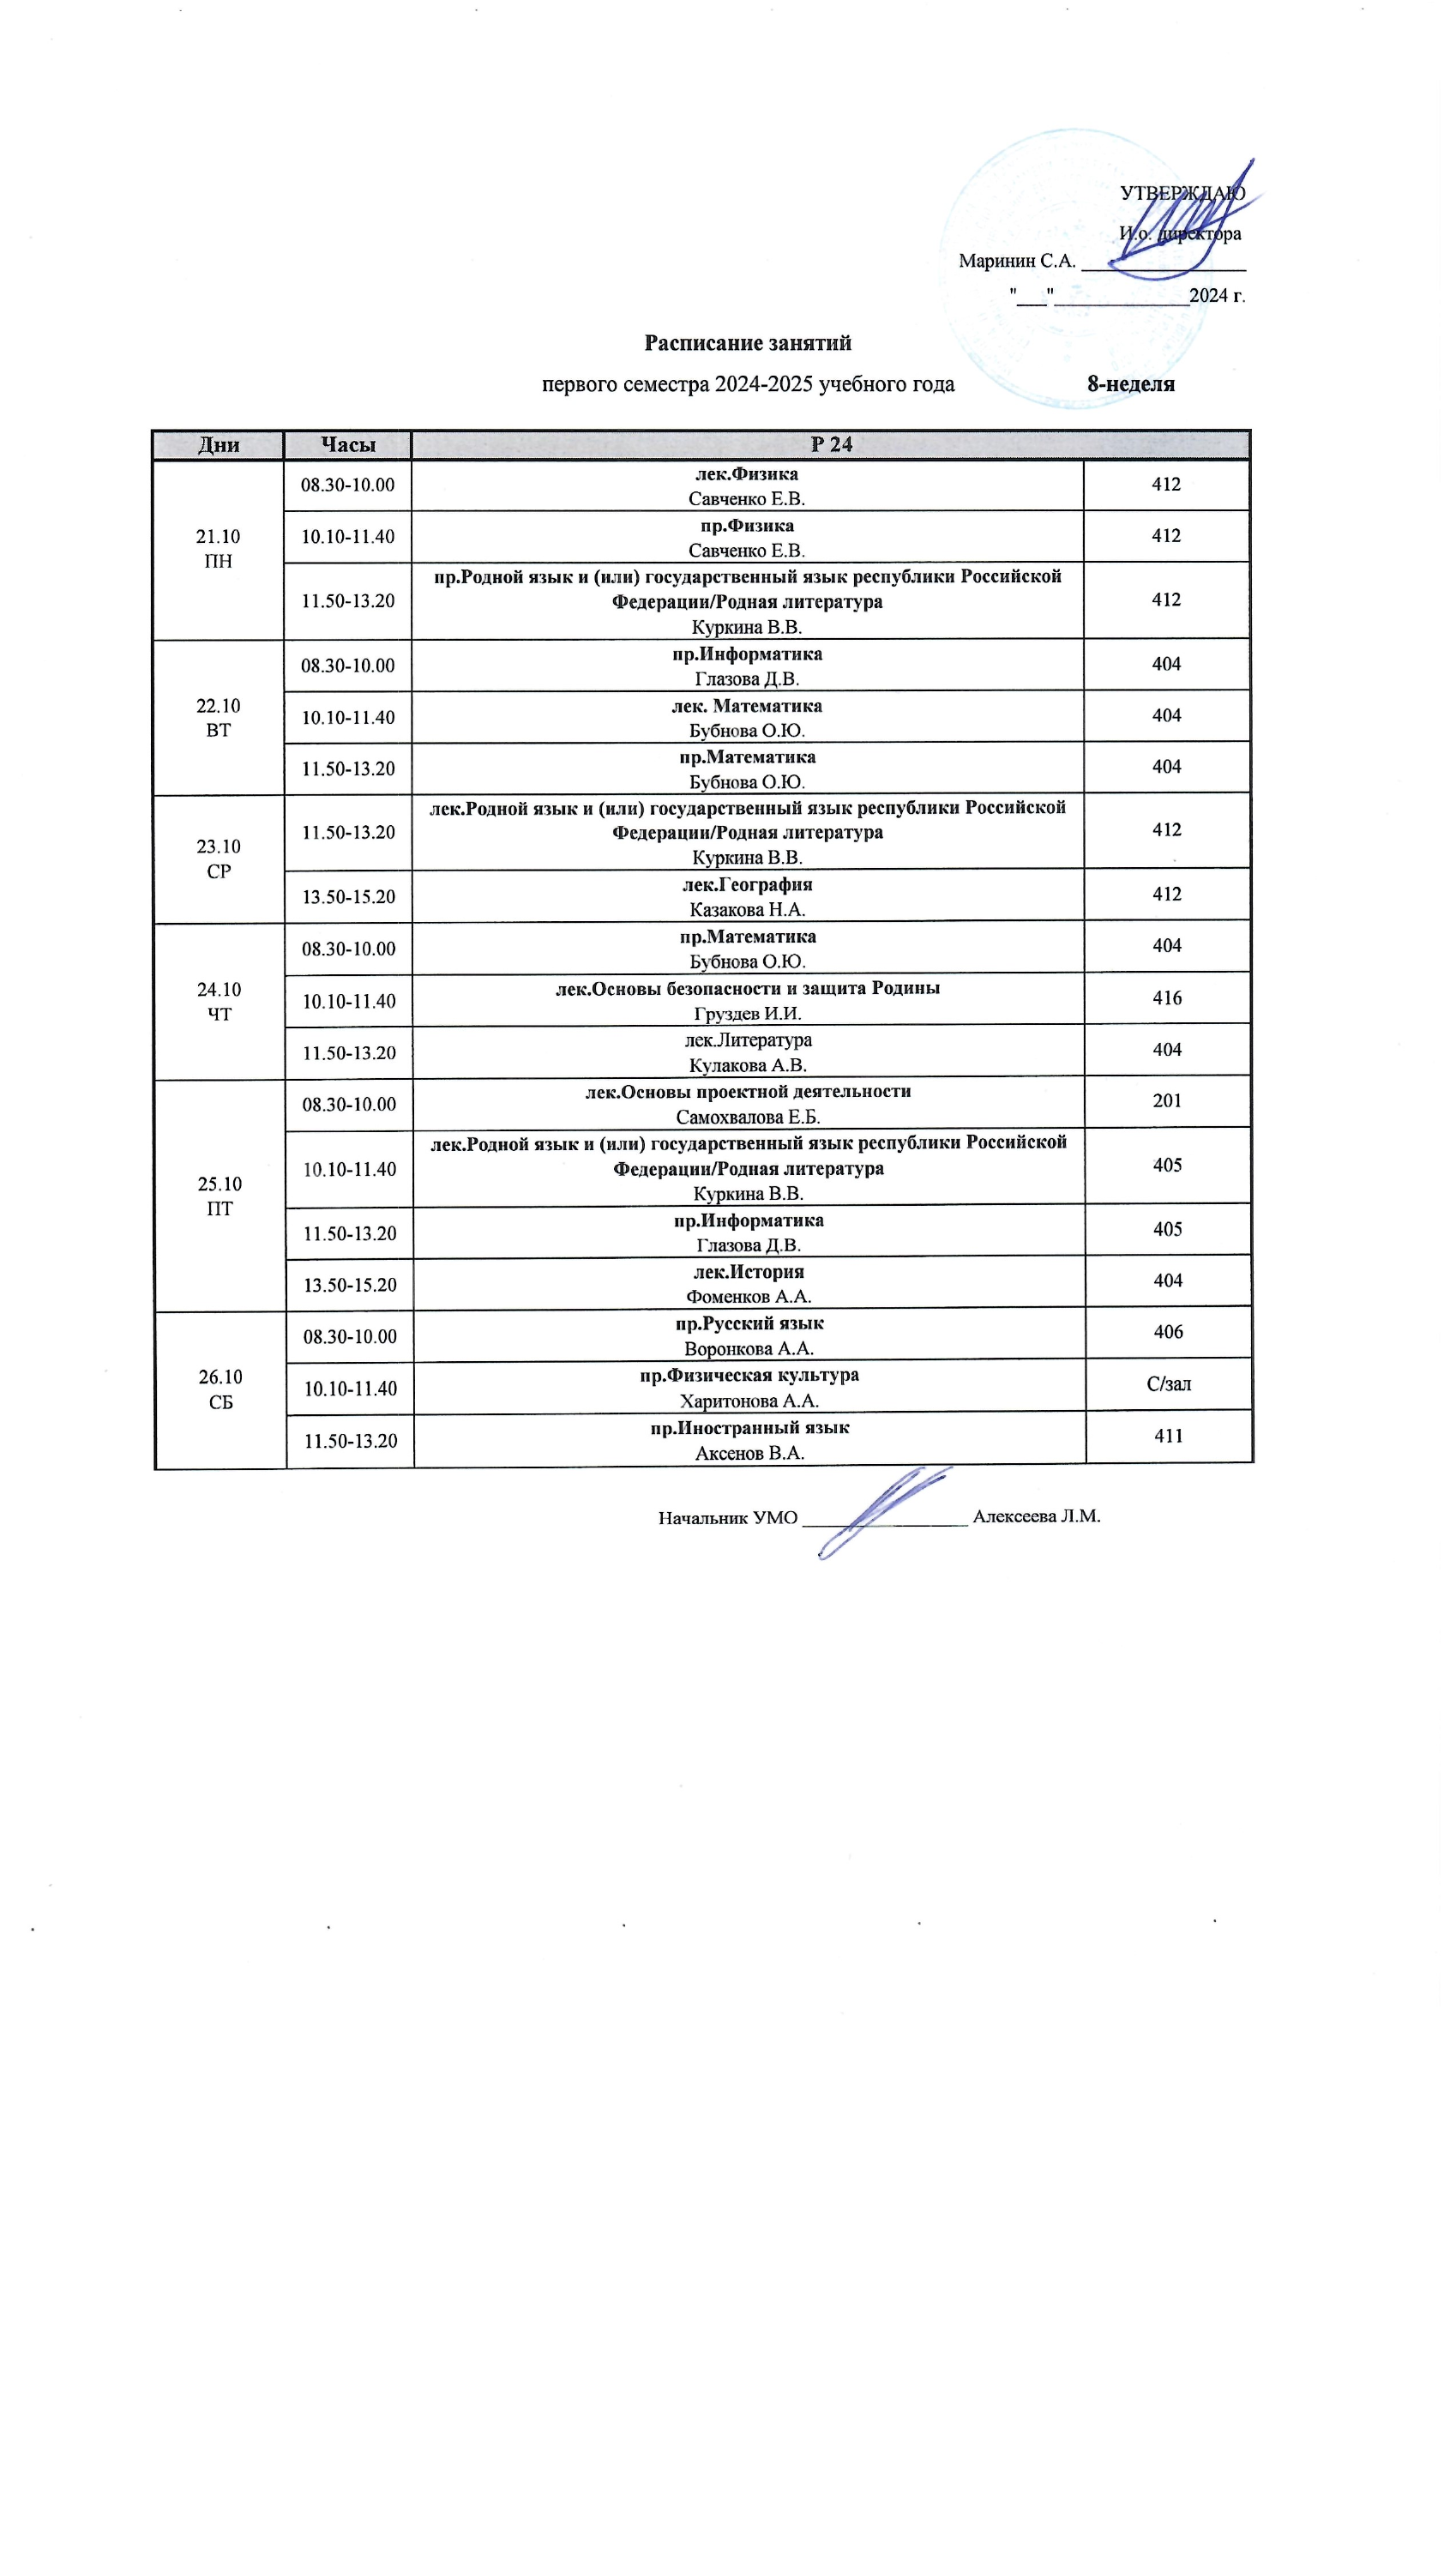 УТВЕРЖДАЮ
И.о. директора
Маринин С.А. _________________
"___"______________2024 г.
Расписание занятий
первого семестра 2024-2025 учебного года 8-неделя
Дни Часы Р 24
21.10
ПН
08.30-10.00
лек.Физика
Савченко Е.В.
412
10.10-11.40
пр.Физика
Савченко Е.В.
412
11.50-13.20
пр.Родной язык и (или) государственный язык республики Российской
Федерации/Родная литература
Куркина В.В.
412
22.10
ВТ
08.30-10.00
пр.Информатика
Глазова Д.В.
404
10.10-11.40
лек. Математика
Бубнова О.Ю.
404
11.50-13.20
пр.Математика
Бубнова О.Ю.
404
23.10
СР
11.50-13.20
лек.Родной язык и (или) государственный язык республики Российской
Федерации/Родная литература
Куркина В.В.
412
13.50-15.20
лек.География
Казакова Н.А.
412
24.10
ЧТ
08.30-10.00
пр.Математика
Бубнова О.Ю.
404
10.10-11.40
лек.Основы безопасности и защита Родины
Груздев И.И.
416
11.50-13.20
лек.Литература
Кулакова А.В.
404
25.10
ПТ
08.30-10.00
лек.Основы проектной деятельности
Самохвалова Е.Б.
201
10.10-11.40
лек.Родной язык и (или) государственный язык республики Российской
Федерации/Родная литература
Куркина В.В.
405
11.50-13.20
пр.Информатика
Глазова Д.В.
405
13.50-15.20
лек.История
Фоменков А.А.
404
26.10
СБ
08.30-10.00
пр.Русский язык
Воронкова А.А.
406
10.10-11.40
пр.Физическая культура
Харитонова А.А.
С/зал
11.50-13.20
пр.Иностранный язык
Аксенов В.А.
411
Начальник УМО _________________ Алексеева Л.М.